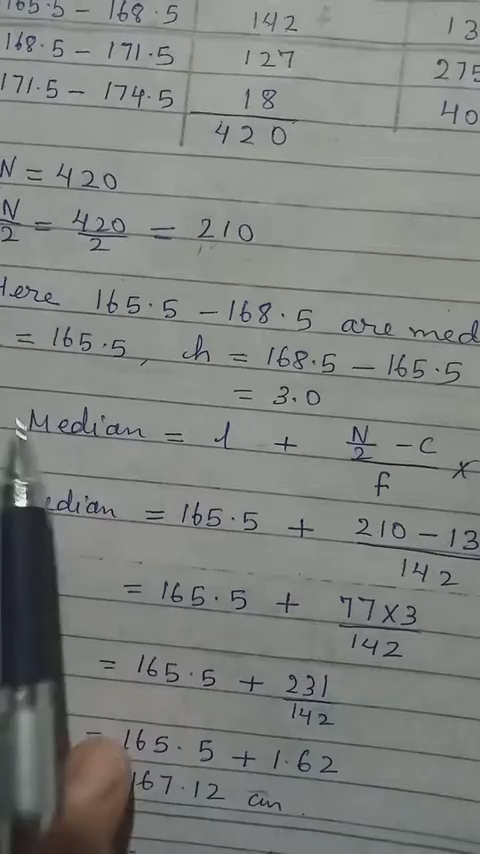 165.5 – 168.5 142 13
168.5 – 171.5 127 275
171.5 – 174.5 18 40
420
N = 420
N/2 = 420/2 = 210
Here 165.5 – 168.5 are med
= 165.5, h = 168.5 – 165.5
= 3.0
Median = l + (N/2 – C)/f ×
edian = 165.5 + (210 – 13)/142
= 165.5 + (77×3)/142
= 165.5 + 231/142
= 165.5 + 1.62
167.12 cm.